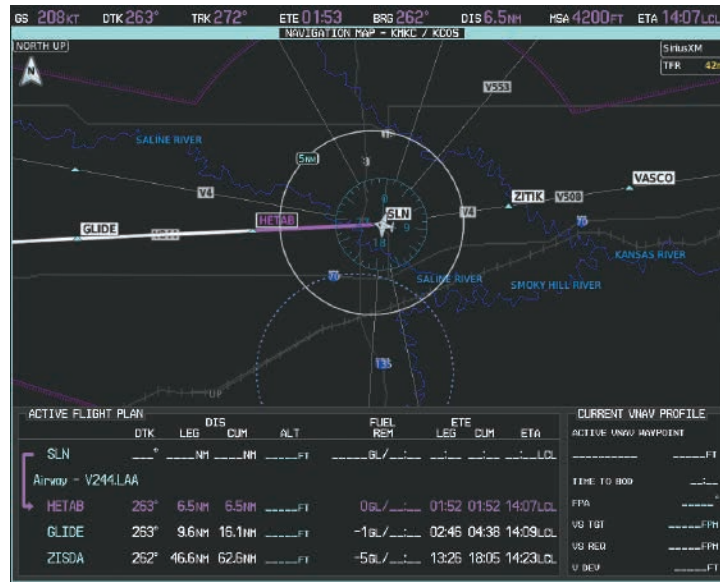 GS 208KT DTK 263° TRK 272° ETE 01:53 BRG 262° DIS 6.5NM MSA 4200FT ETA 14:07LCL
NAVIGATION MAP - KMKC / KCOS
NORTH UP
SiriusXM
N
TFR 42m
V553
SALINE RIVER
5NM
VASCO
V4
ZITIK V508
HETAB SLN V4
GLIDE
70
KANSAS RIVER
70
SALINE RIVER
SMOKY HILL RIVER
135
UP
ACTIVE FLIGHT PLAN
CURRENT VNAV PROFILE
DIS FUEL ETE
DTK LEG CUM ALT REM LEG CUM ETA
ACTIVE VNAV WAYPOINT
SLN ___° ____NM ____NM _____FT _____GL/__:__ __:__ __:__ __:__LCL
__________ _____FT
Airway - V244.LAA
TIME TO BOD __:__
HETAB 263° 6.5NM 6.5NM _____FT 0GL/__:__ 01:52 01:52 14:07LCL
FPA _____°
GLIDE 263° 9.6NM 16.1NM _____FT -1GL/__:__ 02:46 04:38 14:09LCL
VS TGT _____FPM
VS REQ _____FPM
ZISDA 262° 46.6NM 62.6NM _____FT -5GL/__:__ 13:26 18:05 14:23LCL
V DEV _____FT